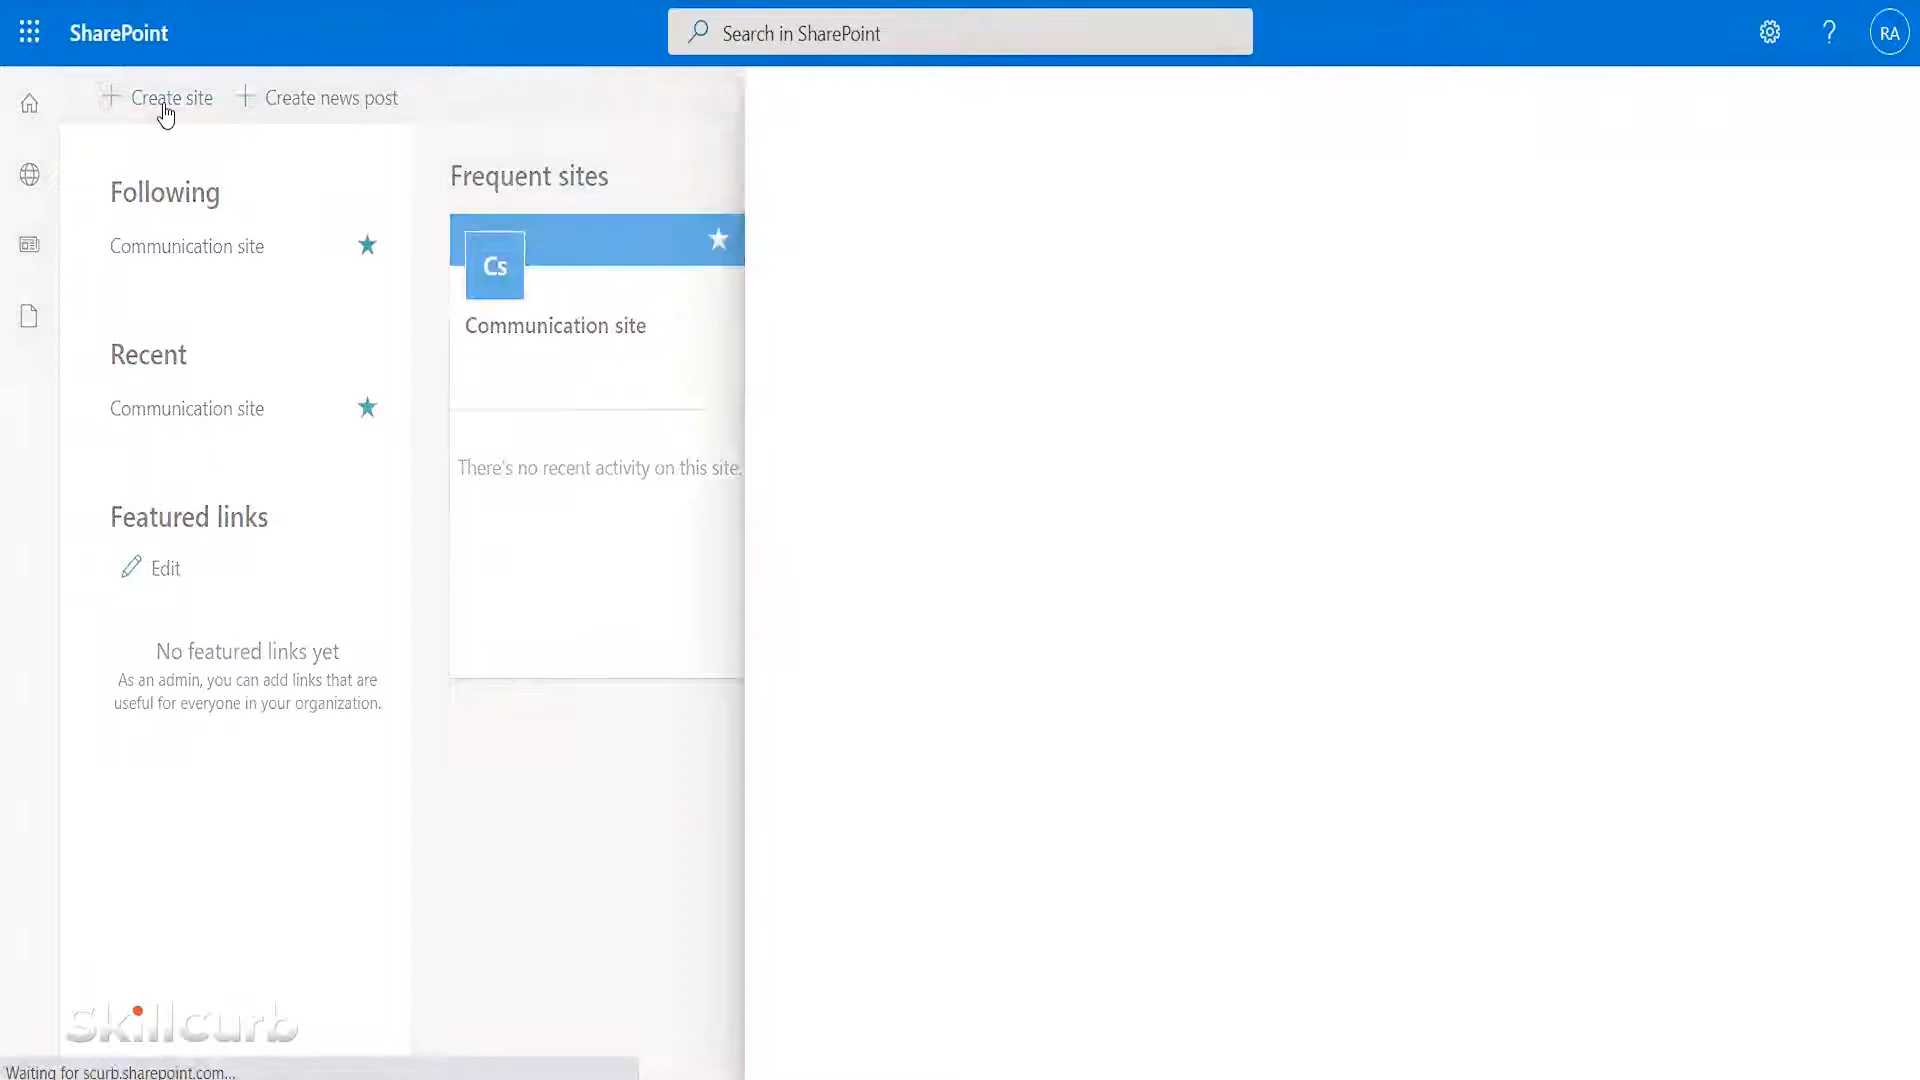 SharePoint
Search in SharePoint
?
RA
Create site
Create news post
Following
Communication site
Recent
Communication site
Featured links
Edit
No featured links yet
As an admin, you can add links that are
useful for everyone in your organization.
Frequent sites
Cs
Communication site
There's no recent activity on this site.
skillcurb
Waiting for scurb.sharepoint.com...